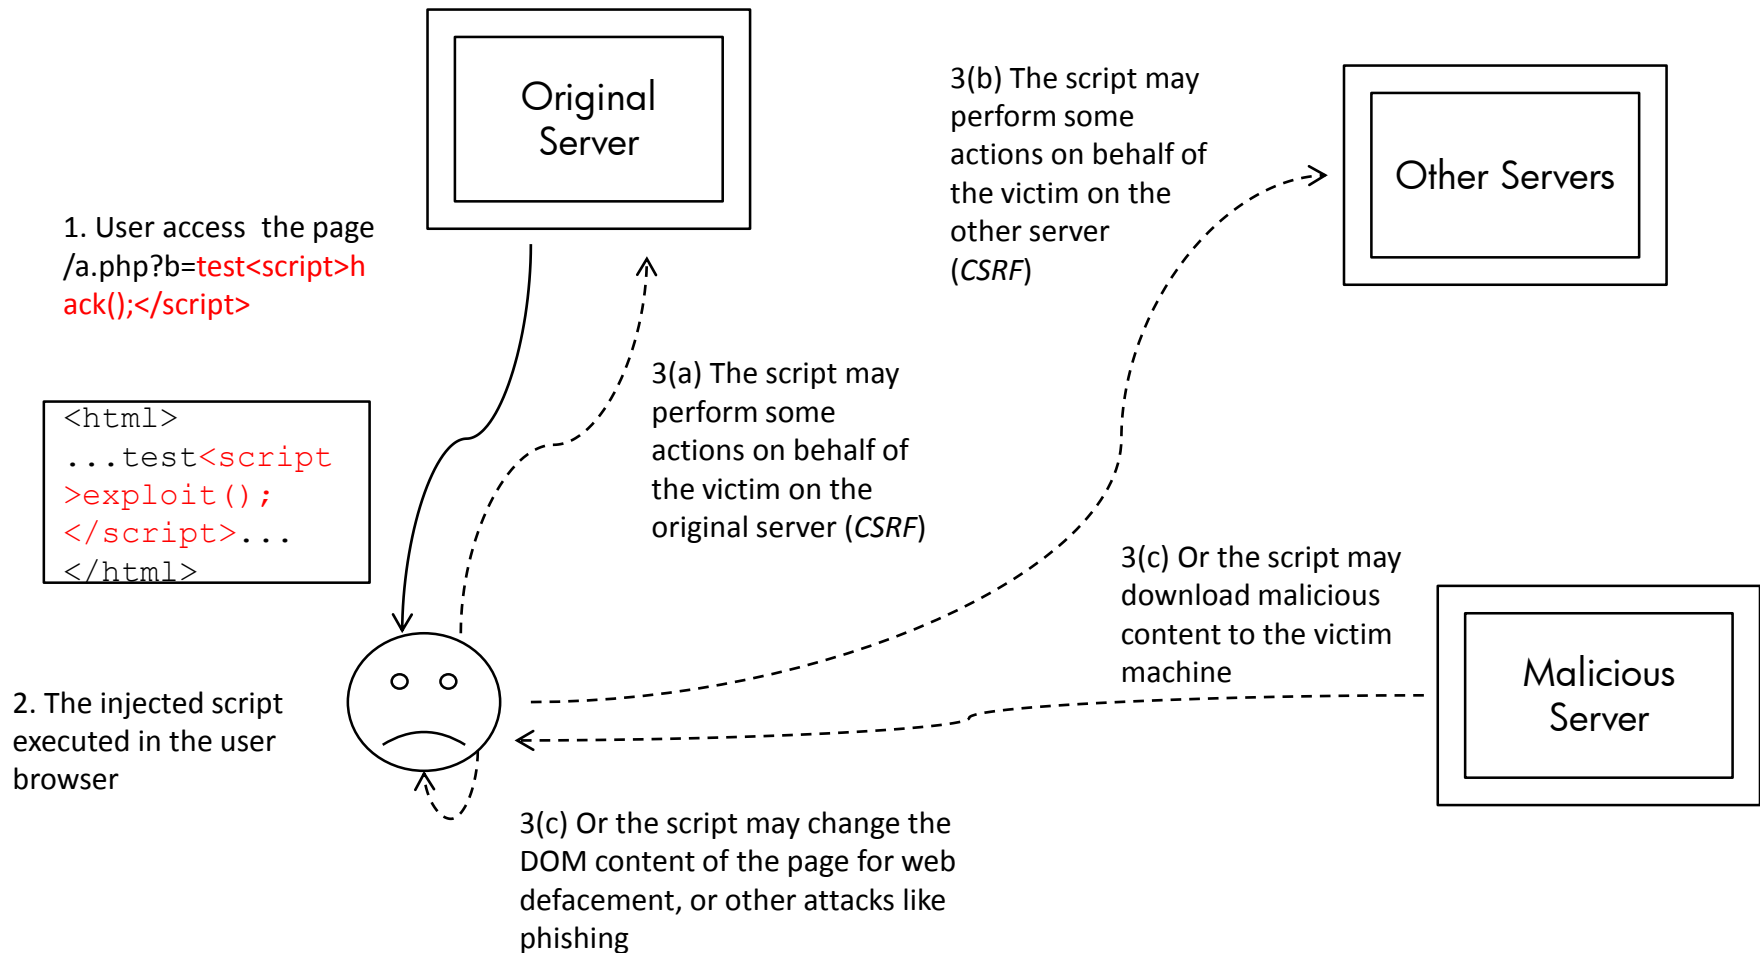 Original
Server
1. User access  the page
/a.php?b=test<script>h
ack();</script>
<html>
...test<script
>exploit();
</script>...
</html>
2. The injected script
executed in the user
browser
3(a) The script may
perform some
actions on behalf of
the victim on the
original server (CSRF)
3(b) The script may
perform some
actions on behalf of
the victim on the
other server
(CSRF)
Other Servers
3(c) Or the script may
download malicious
content to the victim
machine
Malicious
Server
3(c) Or the script may change the
DOM content of the page for web
defacement, or other attacks like
phishing